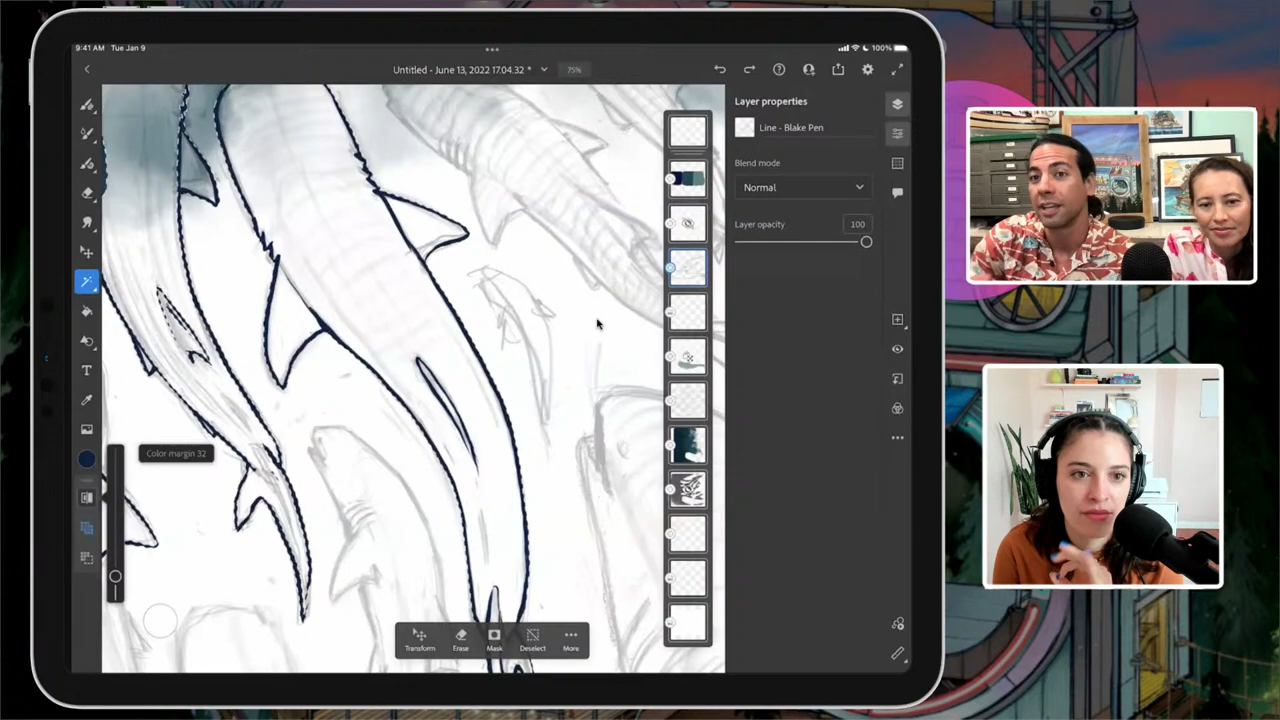 9:41 AM Tue Jan 9
100%
Untitled - June 13, 2022 17.04.32 *
75%
Layer properties
Line - Blake Pen
Blend mode
Normal
Layer opacity
100
T
Color margin 32
Transform
Erase
Mask
Deselect
More